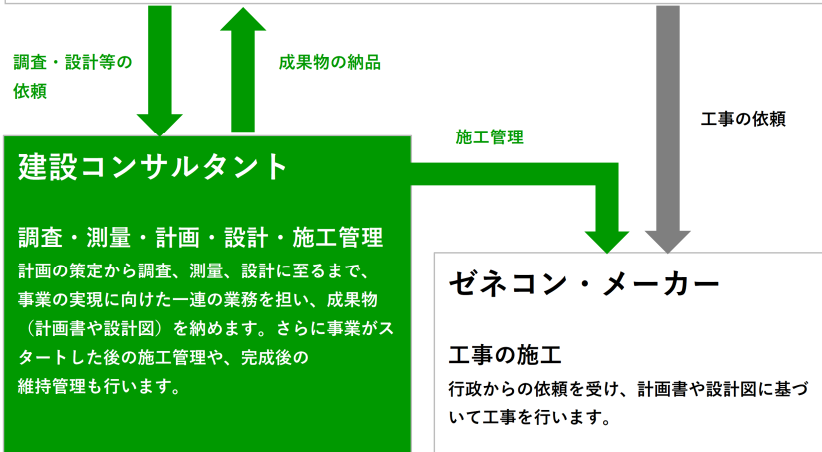 調査・設計等の
依頼
成果物の納品
工事の依頼
施工管理
建設コンサルタント
調査・測量・計画・設計・施工管理
計画の策定から調査、測量、設計に至るまで、
事業の実現に向けた一連の業務を担い、成果物
（計画書や設計図）を納めます。さらに事業がス
タートした後の施工管理や、完成後の
維持管理も行います。
ゼネコン・メーカー
工事の施工
行政からの依頼を受け、計画書や設計図に基づ
いて工事を行います。